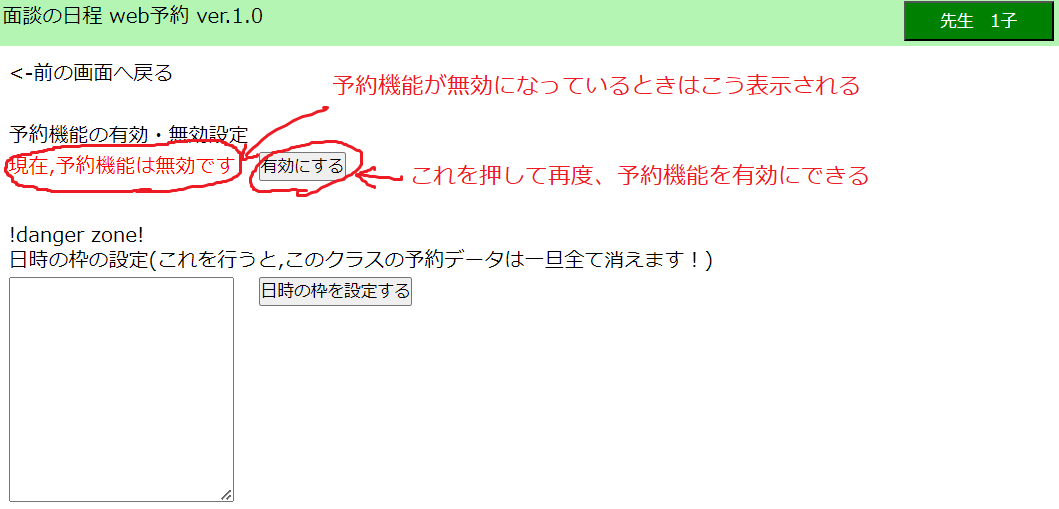 面談の日程 web予約 ver.1.0
先生　1子
<-前の画面へ戻る
予約機能が無効になっているときはこう表示される
予約機能の有効・無効設定
現在,予約機能は無効です
有効にする
これを押して再度、予約機能を有効にできる
!danger zone!
日時の枠の設定(これを行うと,このクラスの予約データは一旦全て消えます！)
日時の枠を設定する